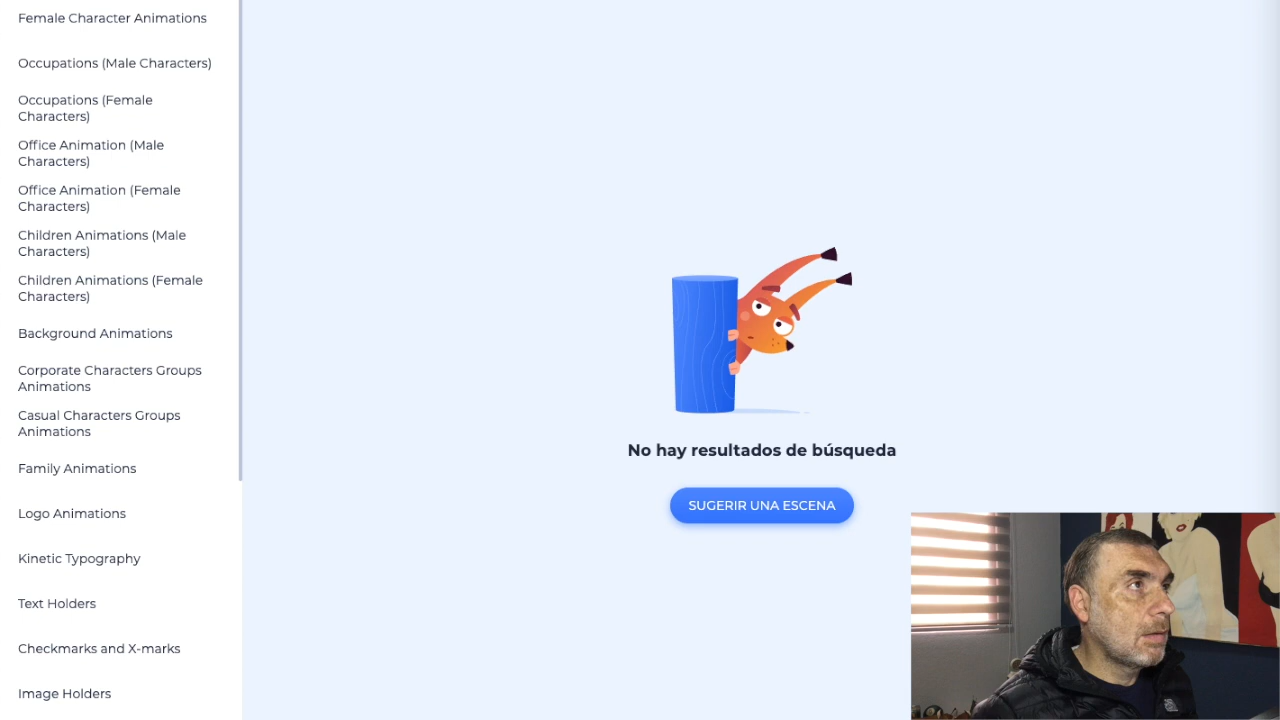 Female Character Animations
Occupations (Male Characters)
Occupations (Female
Characters)
Office Animation (Male
Characters)
Office Animation (Female
Characters)
Children Animations (Male
Characters)
Children Animations (Female
Characters)
Background Animations
Corporate Characters Groups
Animations
Casual Characters Groups
Animations
Family Animations
Logo Animations
Kinetic Typography
Text Holders
Checkmarks and X-marks
Image Holders
No hay resultados de búsqueda
SUGERIR UNA ESCENA